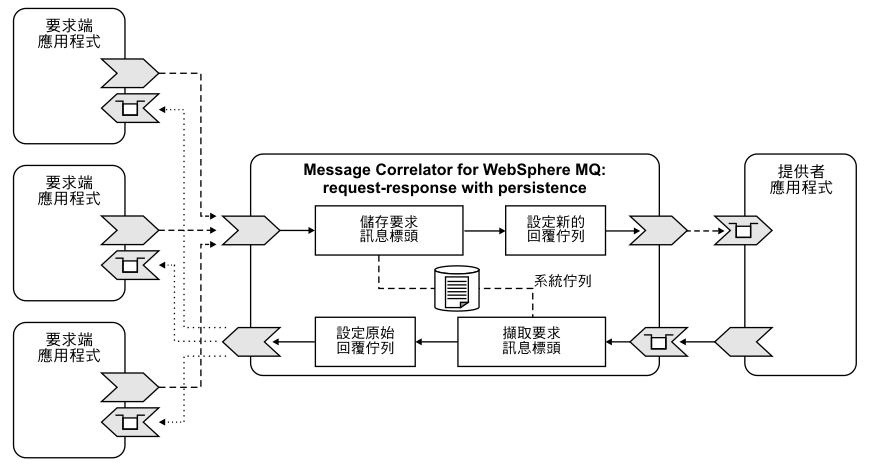 要求端
應用程式
要求端
應用程式
要求端
應用程式
Message Correlator for WebSphere MQ:
request-response with persistence
儲存要求
訊息標頭
設定新的
回覆佇列
系統佇列
設定原始
回覆佇列
擷取要求
訊息標頭
提供者
應用程式